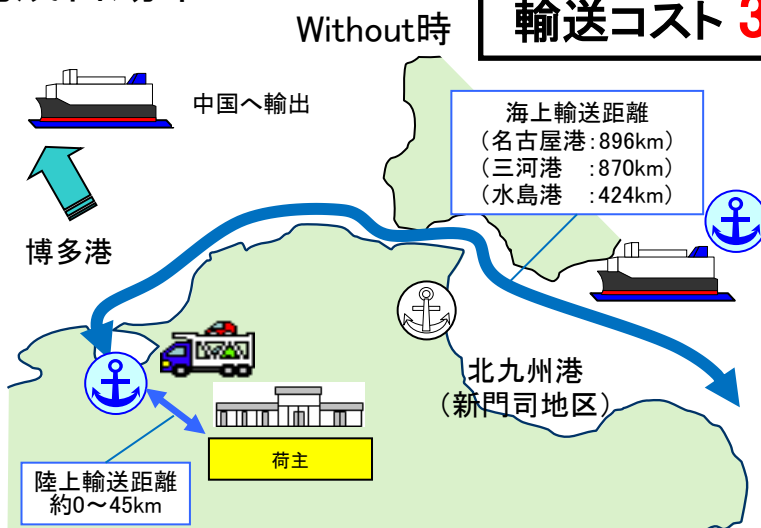 Without時
輸送コスト 3
中国へ輸出
海上輸送距離
（名古屋港：896km）
（三河港　：870km）
（水島港　：424km）
博多港
北九州港
（新門司地区）
荷主
陸上輸送距離
約0～45km